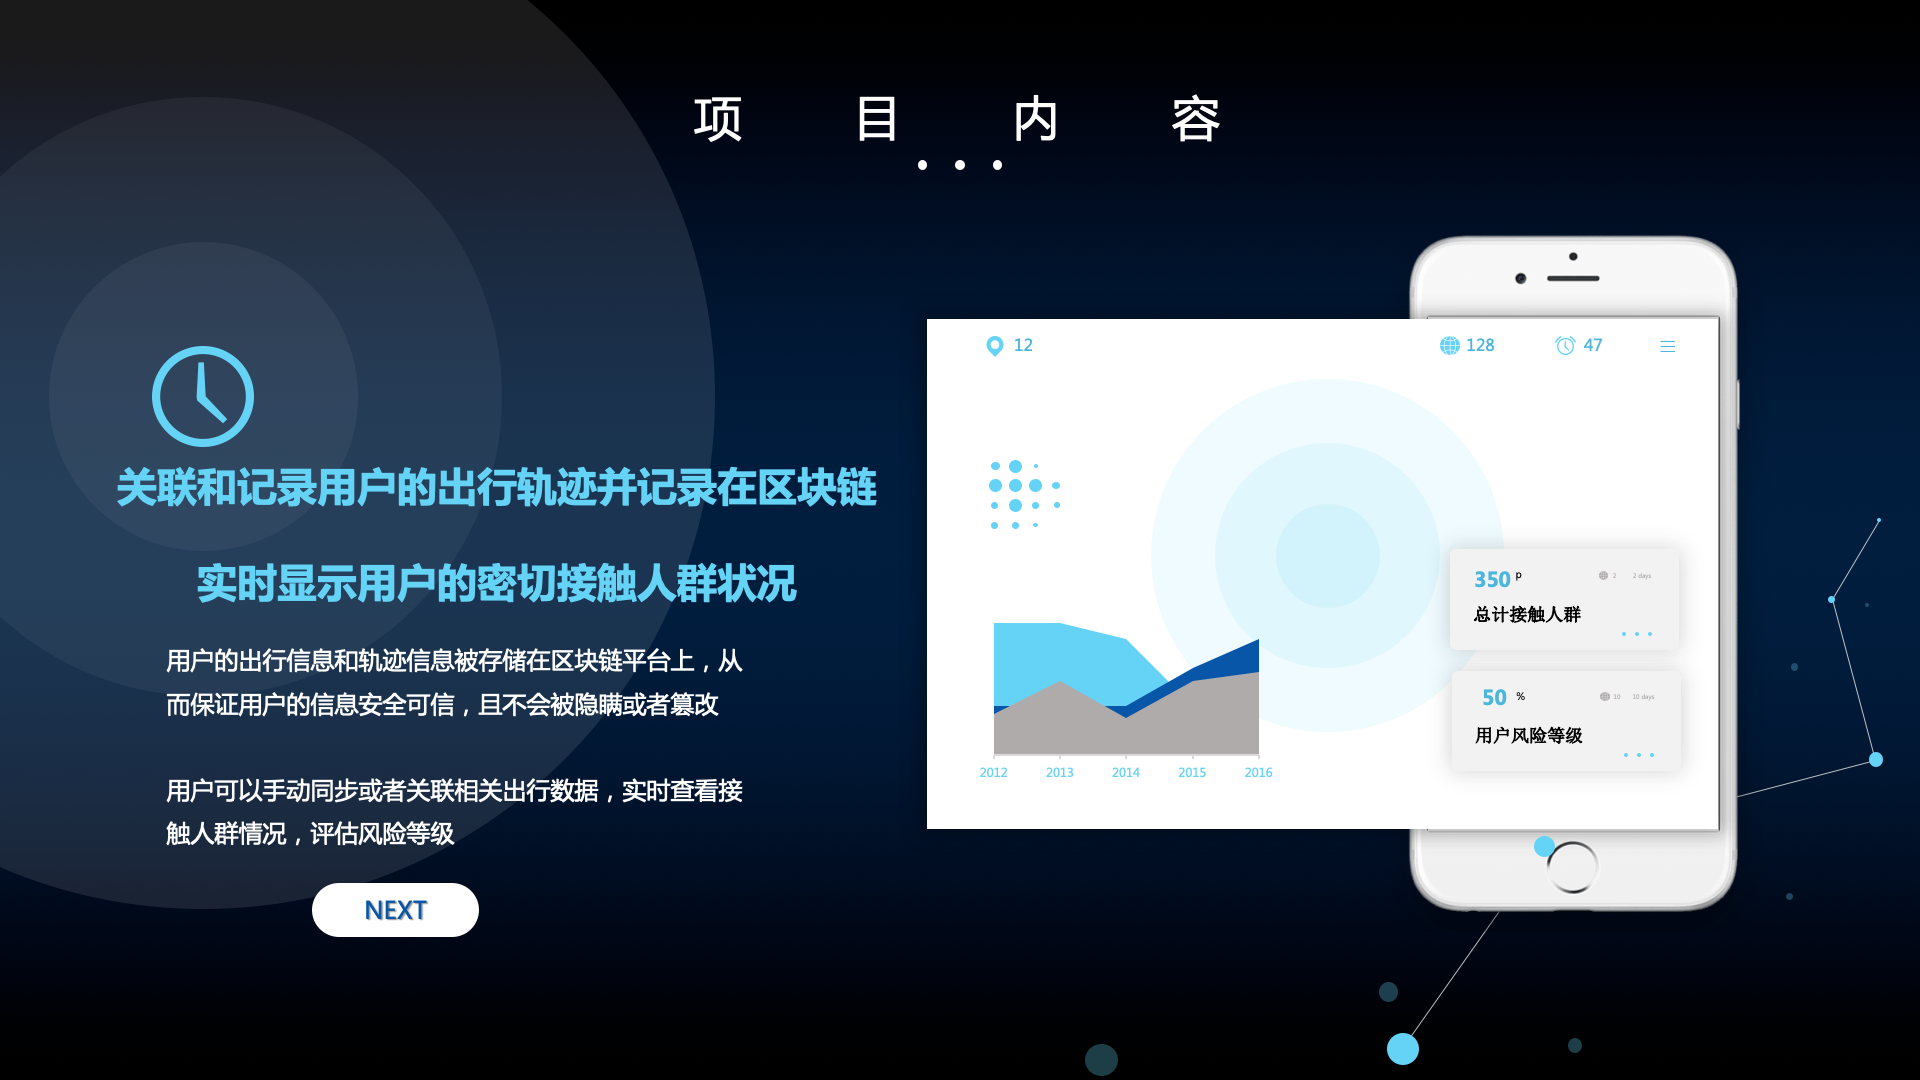 项目内容
关联和记录用户的出行轨迹并记录在区块链
实时显示用户的密切接触人群状况
用户的出行信息和轨迹信息被存储在区块链平台上，从
而保证用户的信息安全可信，且不会被隐瞒或者篡改
用户可以手动同步或者关联相关出行数据，实时查看接
触人群情况，评估风险等级
NEXT
12
128
47
350 p
2
2 days
总计接触人群
50 %
10
10 days
用户风险等级
2012
2013
2014
2015
2016